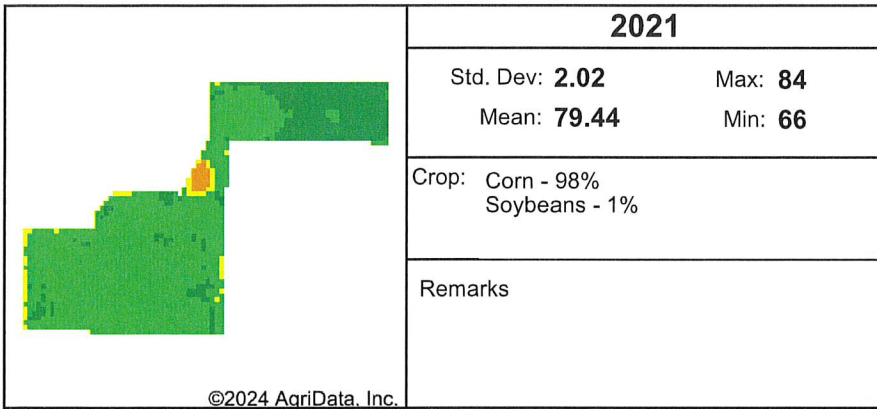 2021
Std. Dev: 2.02 Max: 84
Mean: 79.44 Min: 66
Crop: Corn - 98%
Soybeans - 1%
Remarks
©2024 AgriData, Inc.